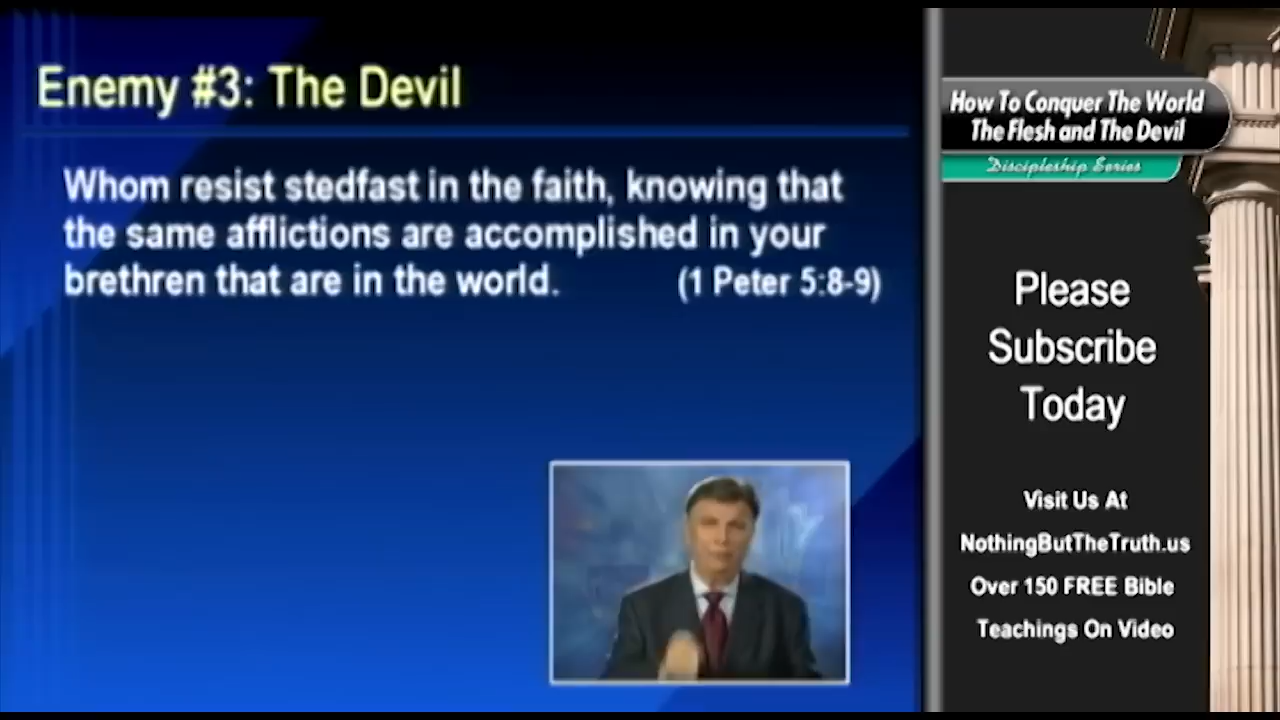 Enemy #3: The Devil
Whom resist stedfast in the faith, knowing that
the same afflictions are accomplished in your
brethren that are in the world. (1 Peter 5:8-9)
How To Conquer The World
The Flesh and The Devil
Discipleship Series
Please
Subscribe
Today
Visit Us At
NothingButTheTruth.us
Over 150 FREE Bible
Teachings On Video